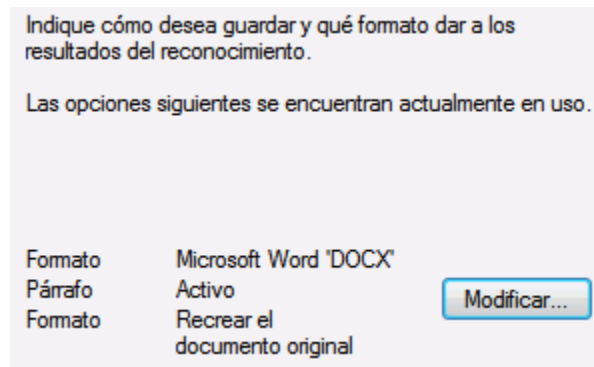 Indique cómo desea guardar y qué formato dar a los
resultados del reconocimiento.
Las opciones siguientes se encuentran actualmente en uso.
Formato Microsoft Word "DOCX"
Párrafo Activo
Modificar...
Formato Recrear el
documento original